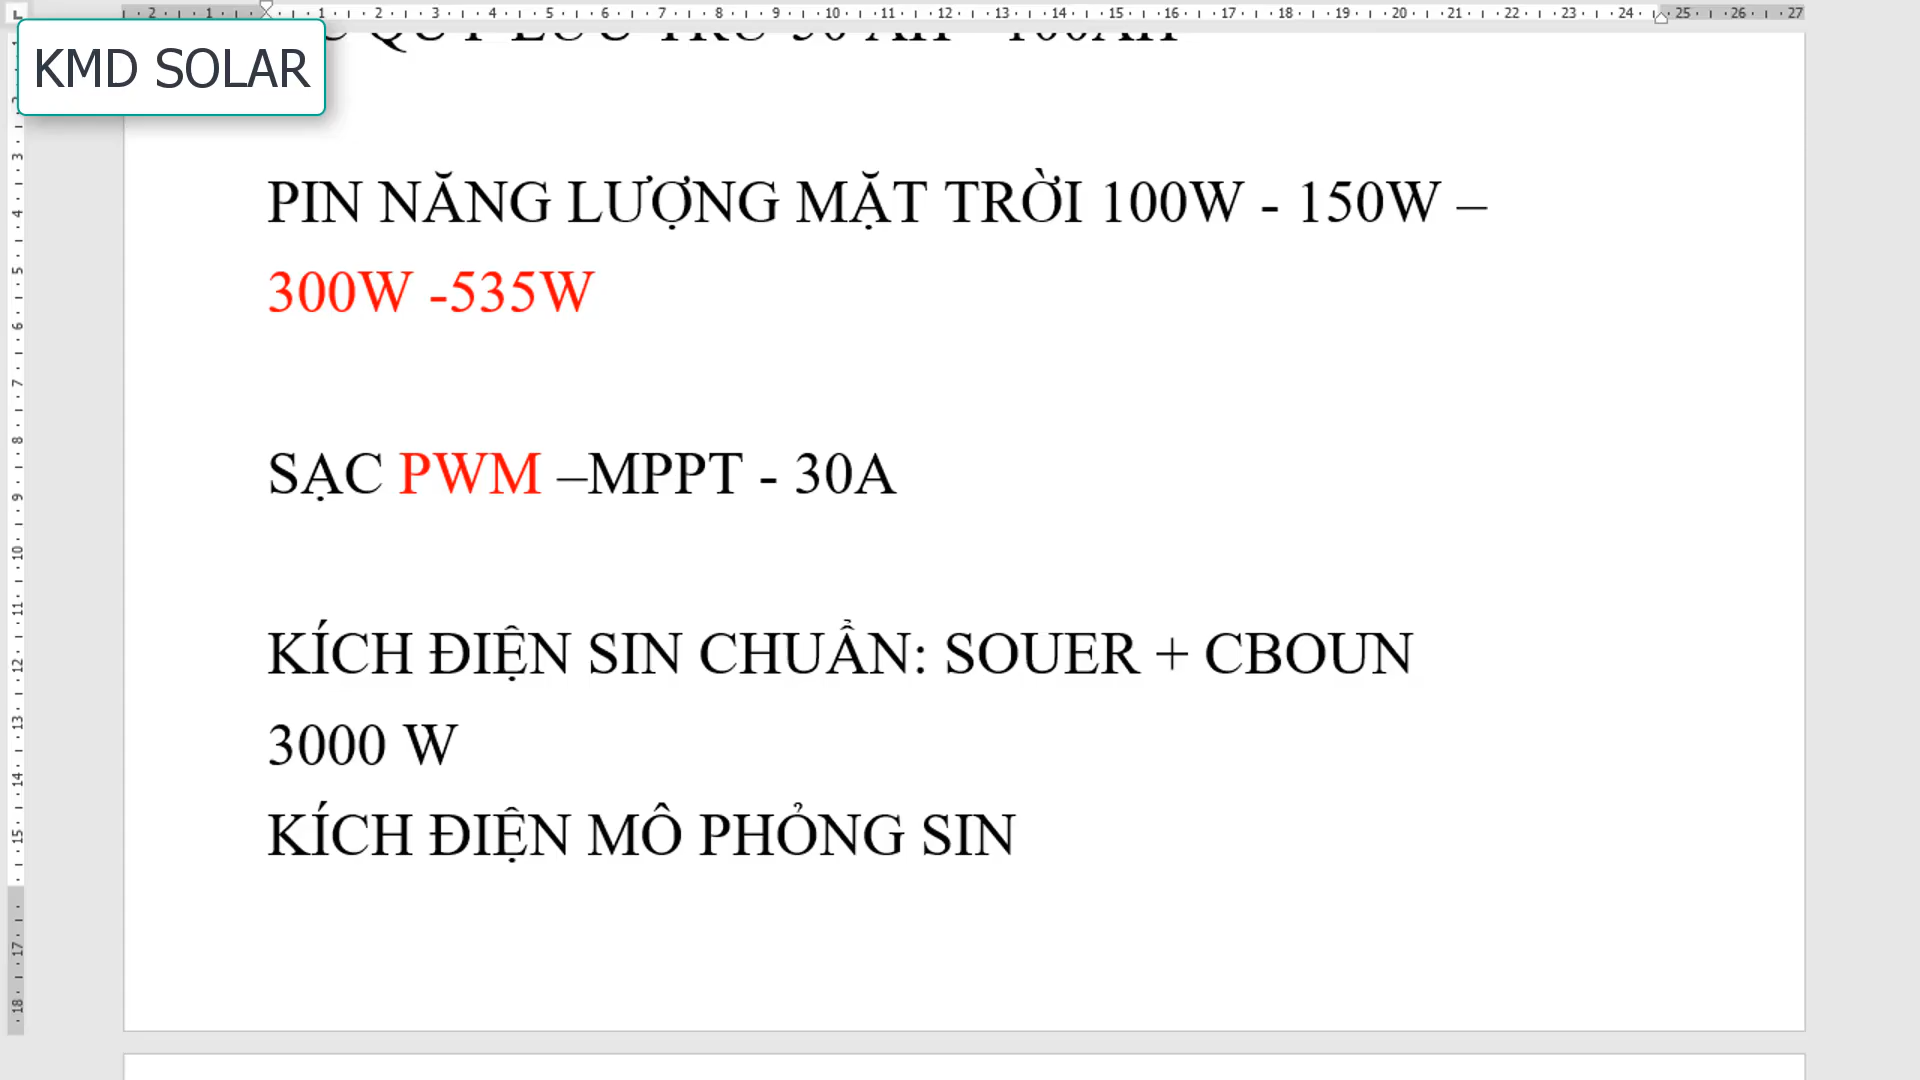 KMD SOLAR
PIN NĂNG LƯỢNG MẶT TRỜI 100W - 150W –
300W -535W
SẠC PWM –MPPT - 30A
KÍCH ĐIỆN SIN CHUẨN: SOUER + CBOUN
3000 W
KÍCH ĐIỆN MÔ PHỎNG SIN